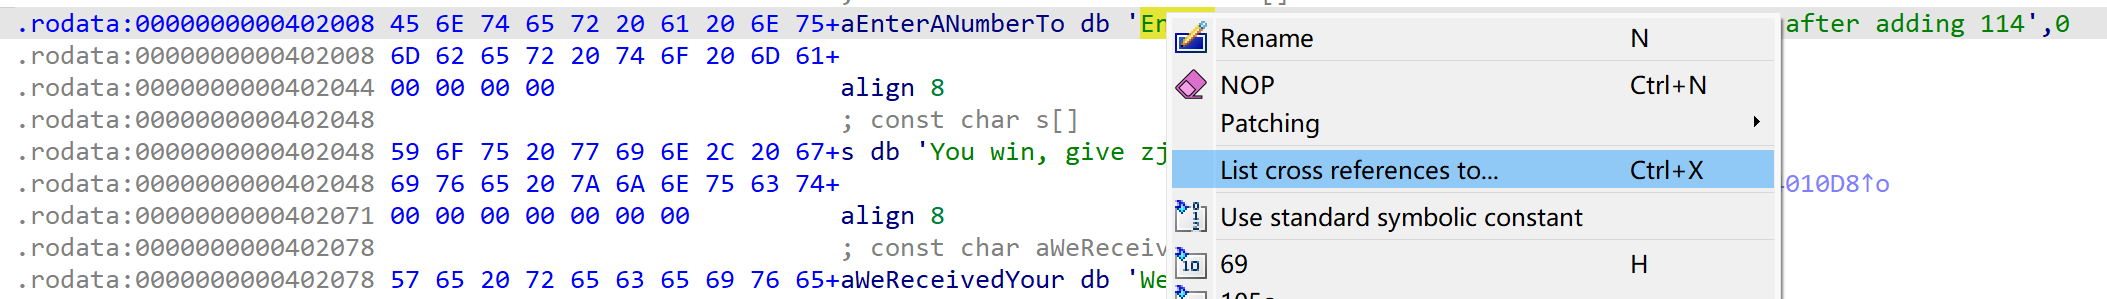 .rodata:0000000000402008 45 6E 74 65 72 20 61 20 6E 75+aEnterANumberTo db 'En after adding 114',0
.rodata:0000000000402008 6D 62 65 72 20 74 6F 20 6D 61+
.rodata:0000000000402044 00 00 00 00 align 8
.rodata:0000000000402048 ; const char s[]
.rodata:0000000000402048 59 6F 75 20 77 69 6E 2C 20 67+s db 'You win, give zj
.rodata:0000000000402048 69 76 65 20 7A 6A 6E 75 63 74+ 010D8↑o
.rodata:0000000000402071 00 00 00 00 00 00 00 align 8
.rodata:0000000000402078 ; const char aWeReceiv
.rodata:0000000000402078 57 65 20 72 65 63 65 69 76 65+aWeReceivedYour db 'We
Rename N
NOP Ctrl+N
Patching
List cross references to... Ctrl+X
Use standard symbolic constant
69 H